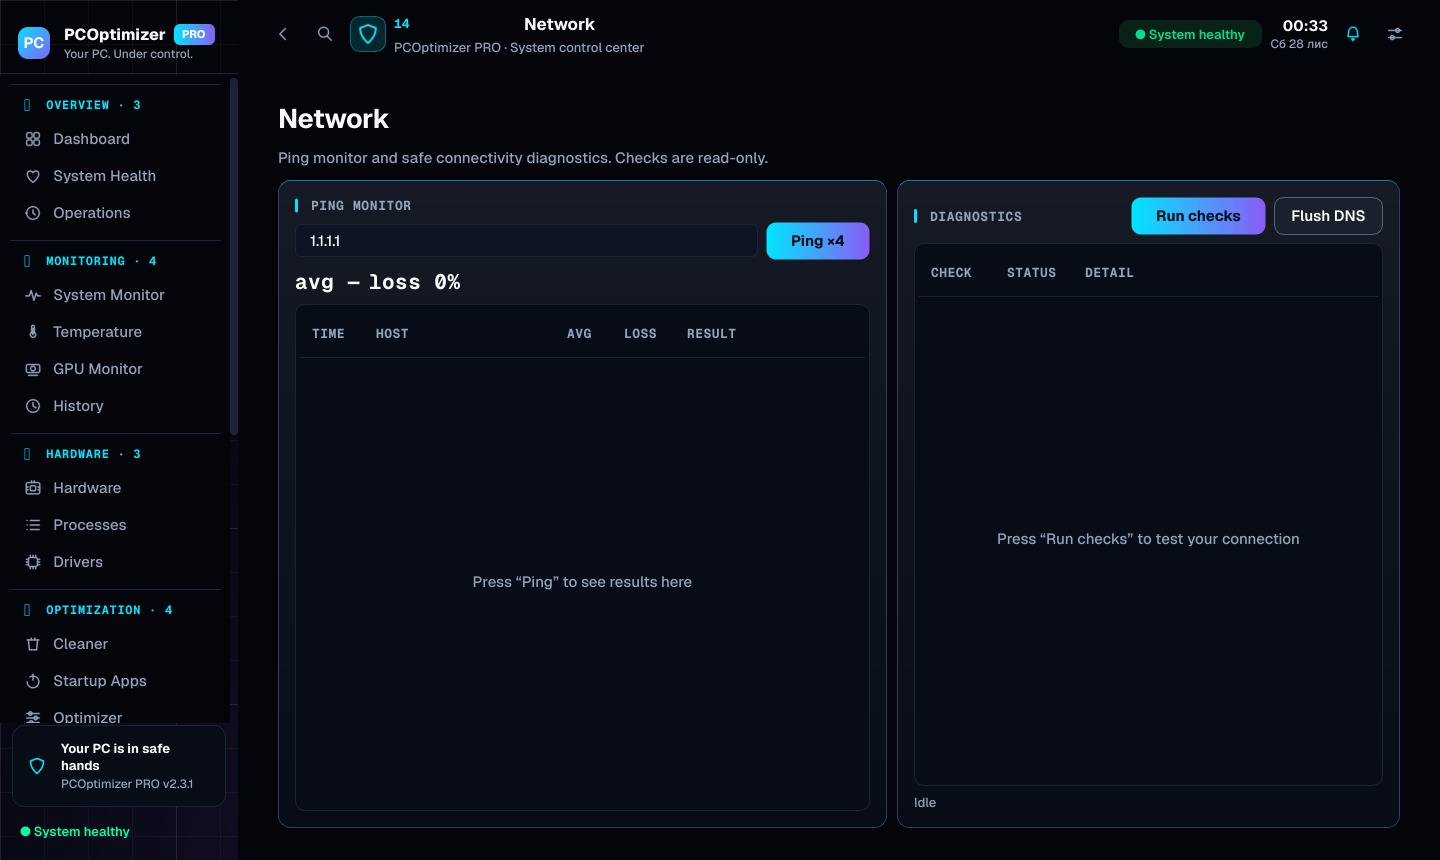 PC
PCOptimizer PRO
Your PC. Under control.
OVERVIEW · 3
Dashboard
System Health
Operations
MONITORING · 4
System Monitor
Temperature
GPU Monitor
History
HARDWARE · 3
Hardware
Processes
Drivers
OPTIMIZATION · 4
Cleaner
Startup Apps
Optimizer
Your PC is in safe
hands
PCOptimizer PRO v2.3.1
System healthy
14
Network
PCOptimizer PRO · System control center
System healthy
00:33
Сб 28 лис
Network
Ping monitor and safe connectivity diagnostics. Checks are read-only.
PING MONITOR
1.1.1.1
Ping ×4
avg — loss 0%
TIME HOST AVG LOSS RESULT
Press “Ping” to see results here
DIAGNOSTICS
Run checks
Flush DNS
CHECK STATUS DETAIL
Press “Run checks” to test your connection
Idle